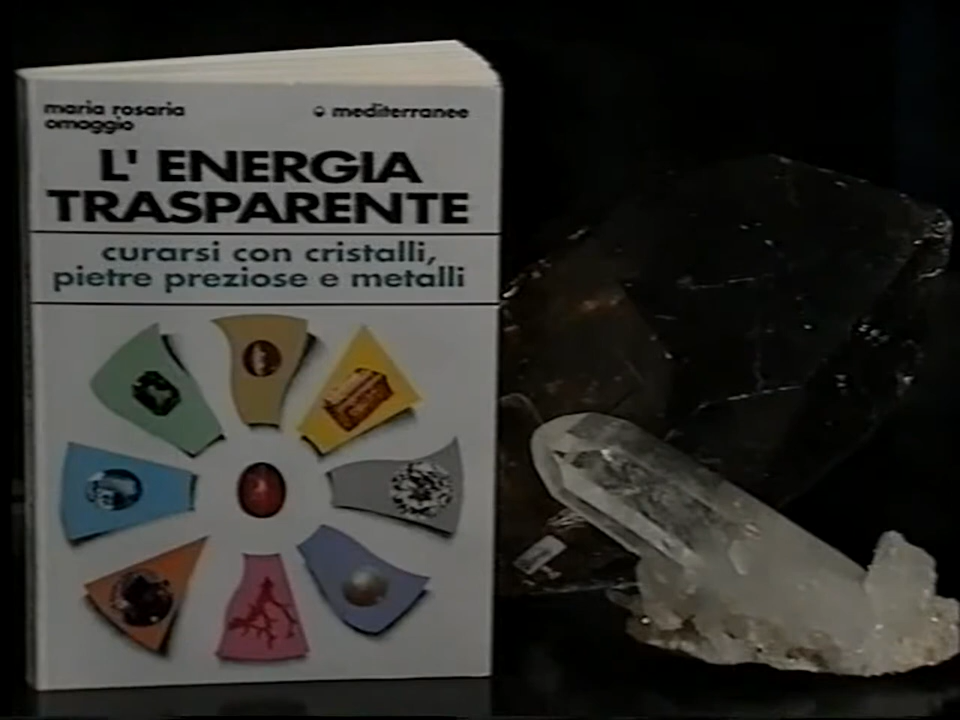 maria rosaria
omaggio
mediterranee
L' ENERGIA
TRASPARENTE
curarsi con cristalli,
pietre preziose e metalli